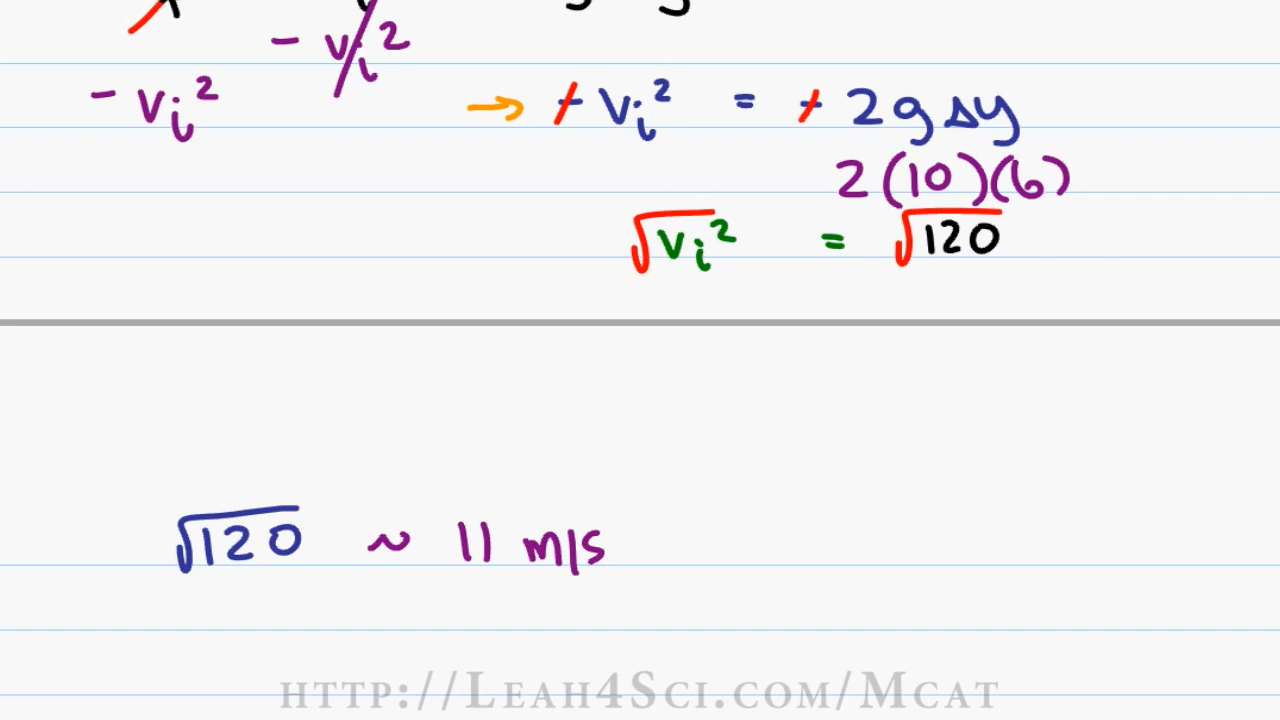 - vᵢ²
- vᵢ²
→ + vᵢ² = + 2gΔy
2(10)(6)
√vᵢ² = √120
√120 ~ 11 m/s
HTTP://LEAH4SCI.COM/MCAT